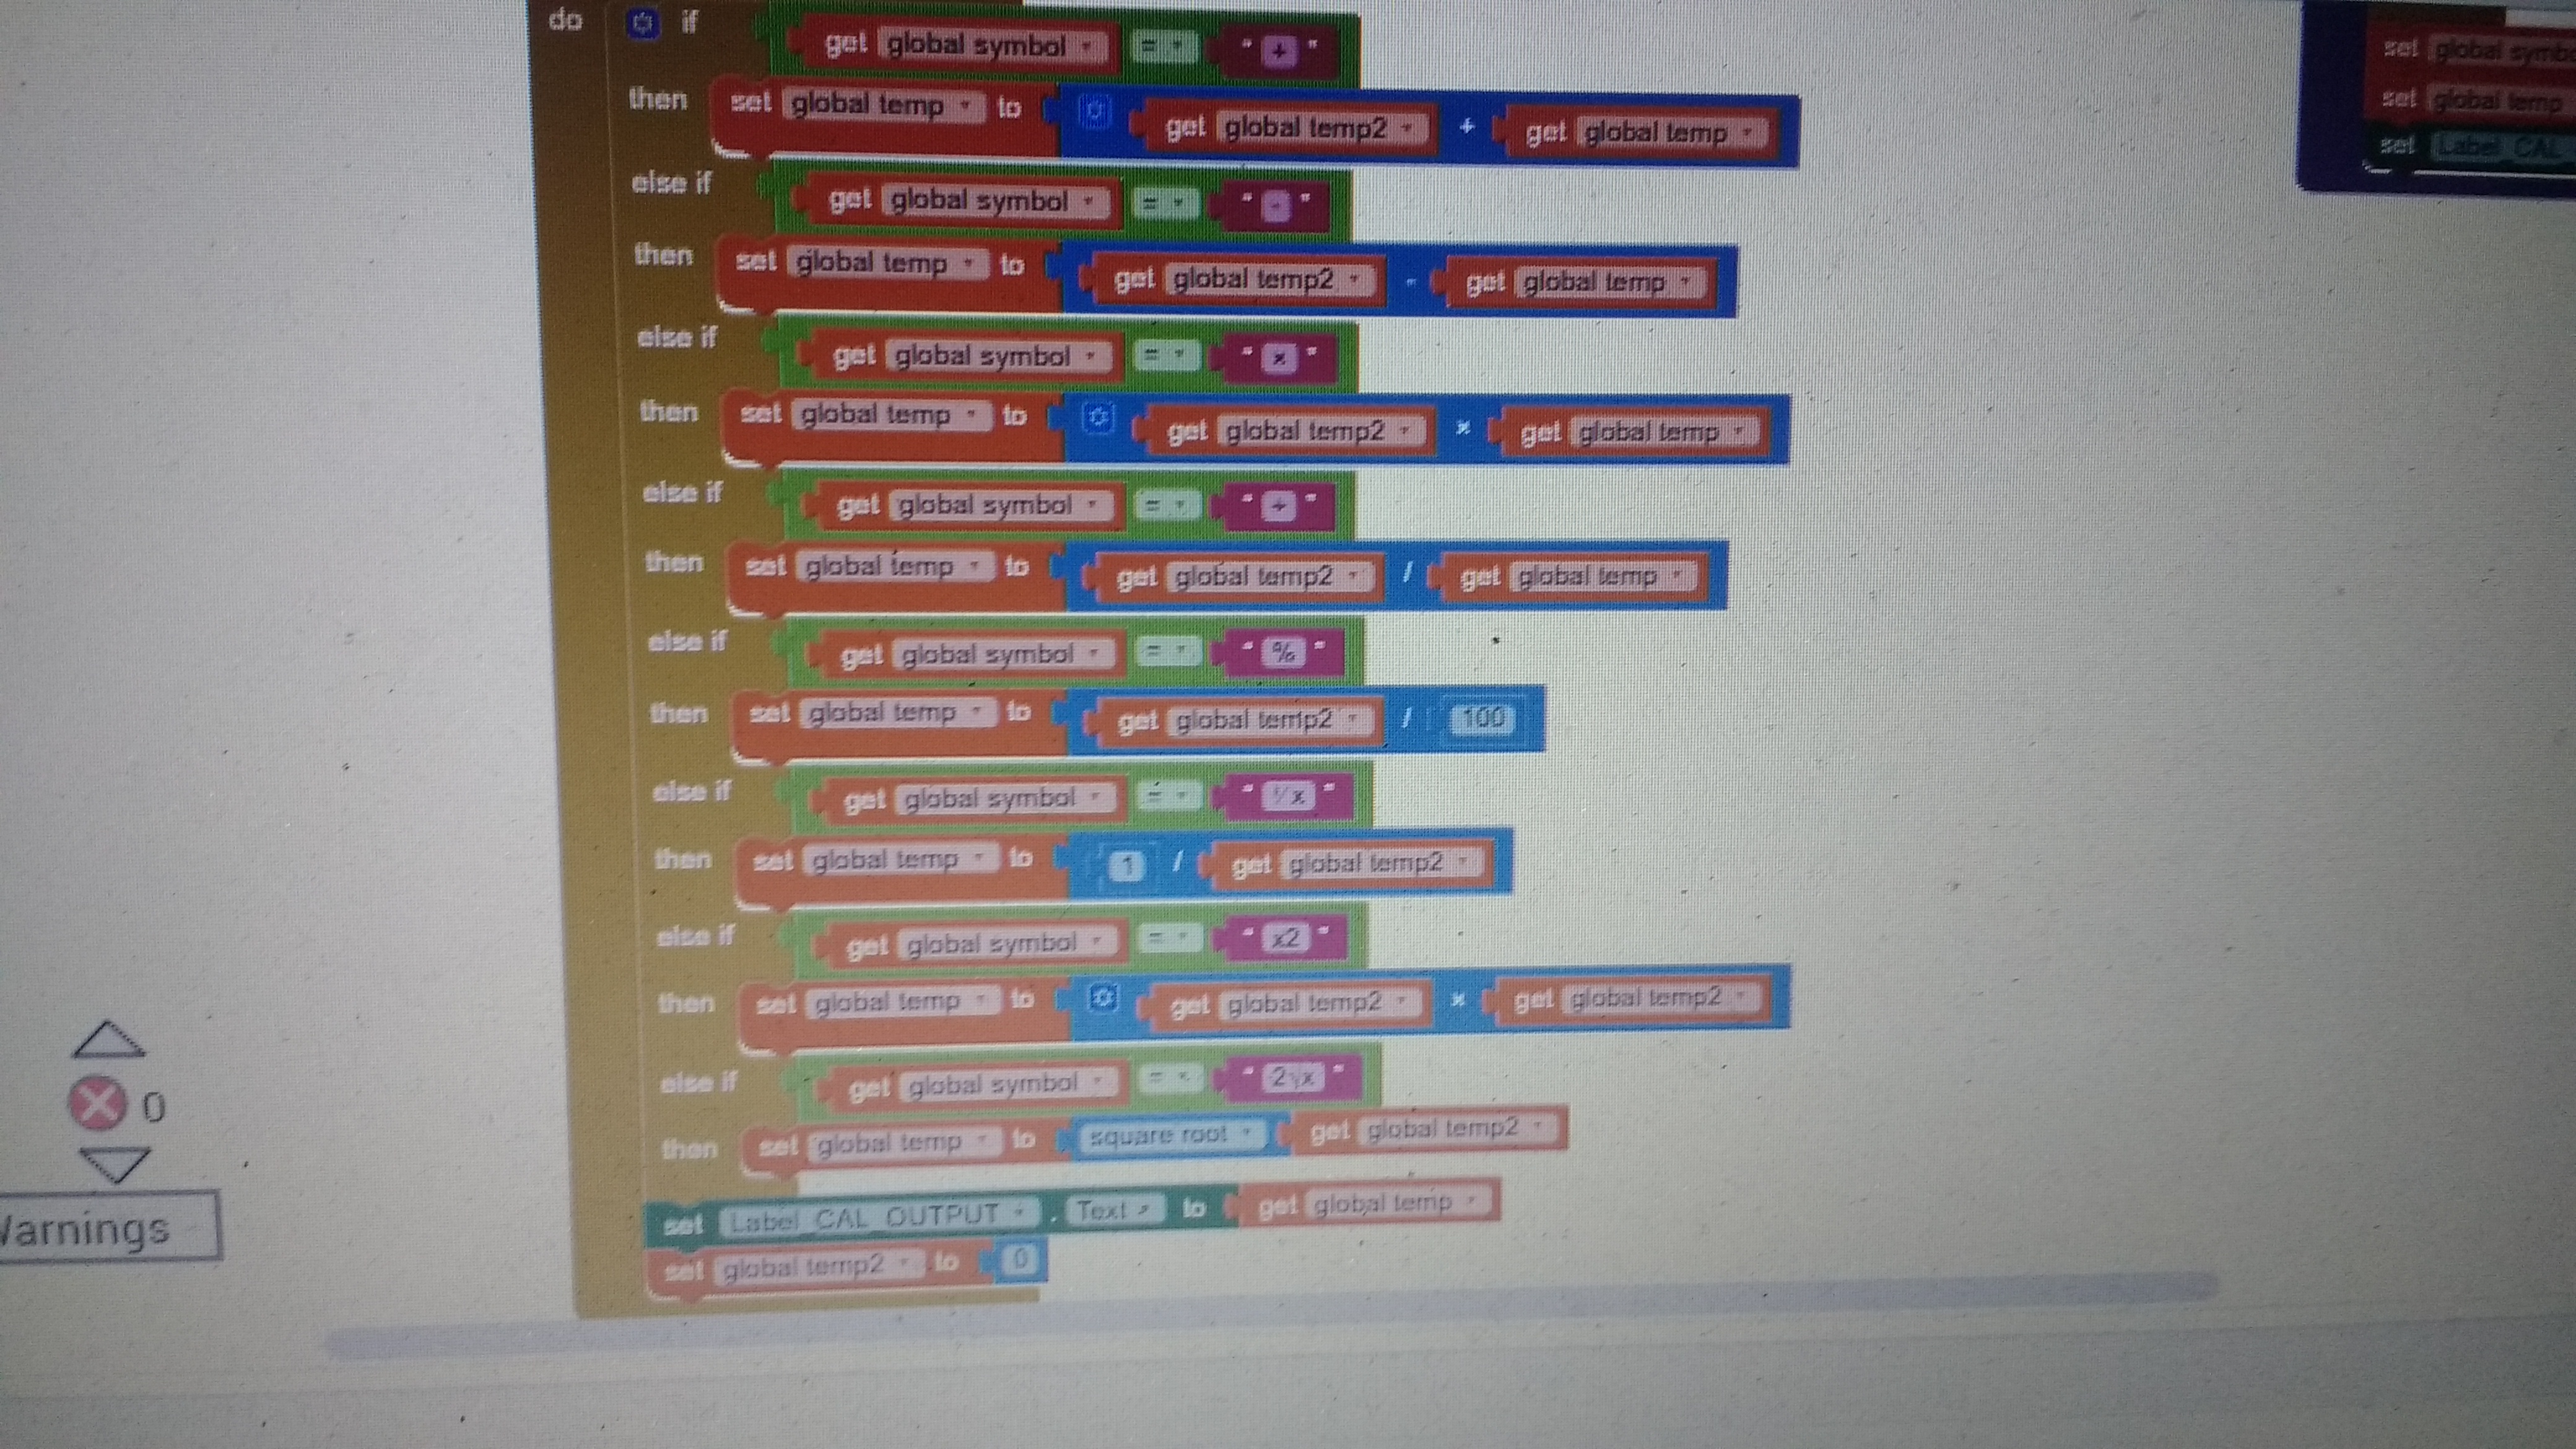 do if get global symbol = " + "
then set global temp to get global temp2 + get global temp
else if get global symbol = " - "
then set global temp to get global temp2 - get global temp
else if get global symbol = " × "
then set global temp to get global temp2 × get global temp
else if get global symbol = " ÷ "
then set global temp to get global temp2 / get global temp
else if get global symbol = " % "
then set global temp to get global temp2 / 100
else if get global symbol = " ¹⁄x "
then set global temp to 1 / get global temp2
else if get global symbol = " x2 "
then set global temp to get global temp2 × get global temp2
else if get global symbol = " 2√x "
then set global temp to square root get global temp2
set Label_CAL_OUTPUT . Text to get global temp
set global temp2 to 0
set global symbo
set global temp
set Label_CAL
0
Warnings